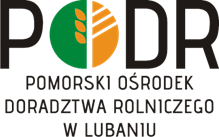 PODR
POMORSKI OŚRODEK
DORADZTWA ROLNICZEGO
W LUBANIU